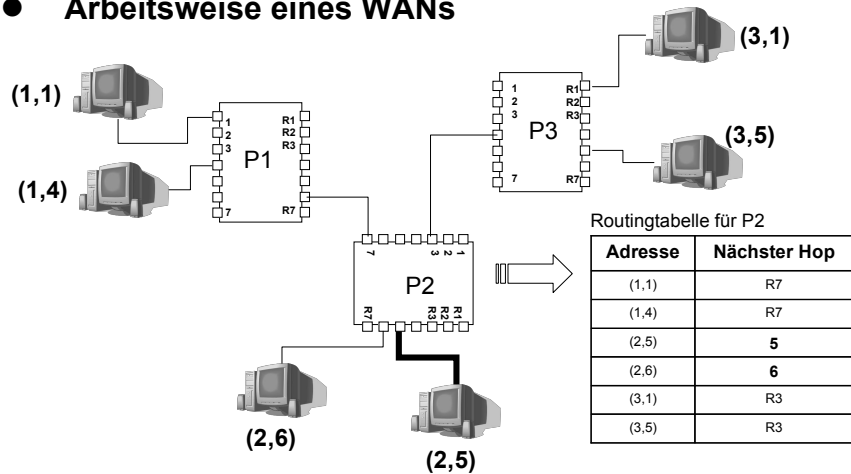 ● Arbeitsweise eines WANs
(1,1)
(1,4)
1 R1
2 R2
3 R3
P1
7 R7
(3,1)
(3,5)
1 R1
2 R2
3 R3
P3
7 R7
7 3 2 1
P2
R7 R3 R2 R1
(2,6)
(2,5)
Routingtabelle für P2
Adresse Nächster Hop
(1,1) R7
(1,4) R7
(2,5) 5
(2,6) 6
(3,1) R3
(3,5) R3